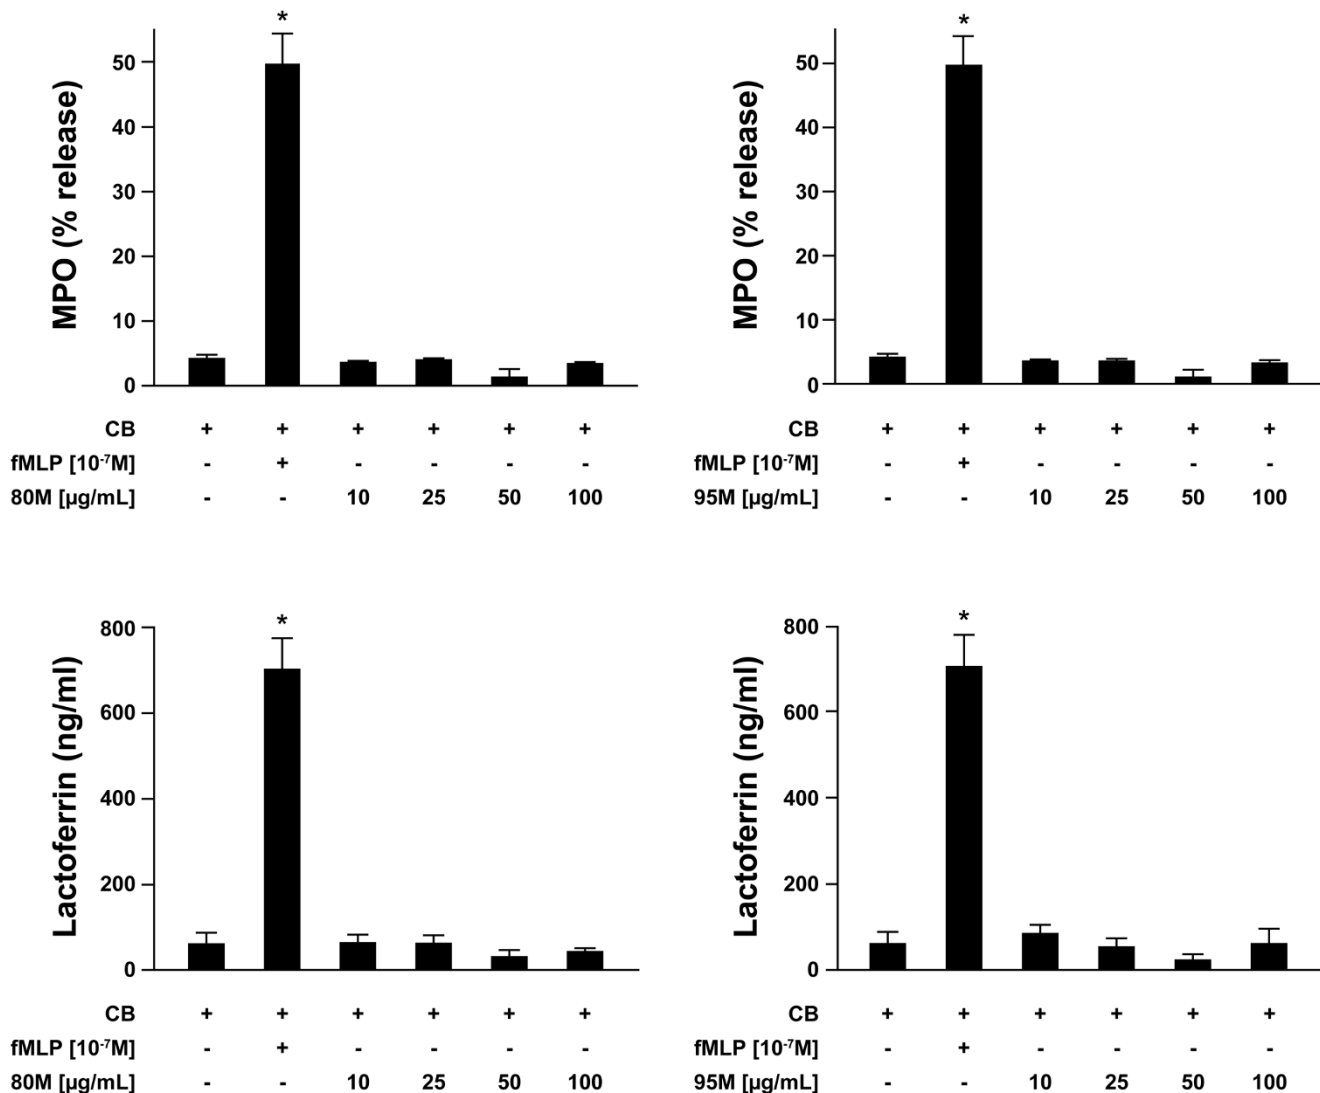 *
50
40
30
20
10
0
MPO (% release)
CB + + + + + +
fMLP [10⁻⁷M] - + - - - -
80M [µg/mL] - - 10 25 50 100
*
50
40
30
20
10
0
MPO (% release)
CB + + + + + +
fMLP [10⁻⁷M] - + - - - -
95M [µg/mL] - - 10 25 50 100
*
800
600
400
200
0
Lactoferrin (ng/ml)
CB + + + + + +
fMLP [10⁻⁷M] - + - - - -
80M [µg/mL] - - 10 25 50 100
*
800
600
400
200
0
Lactoferrin (ng/ml)
CB + + + + + +
fMLP [10⁻⁷M] - + - - - -
95M [µg/mL] - - 10 25 50 100